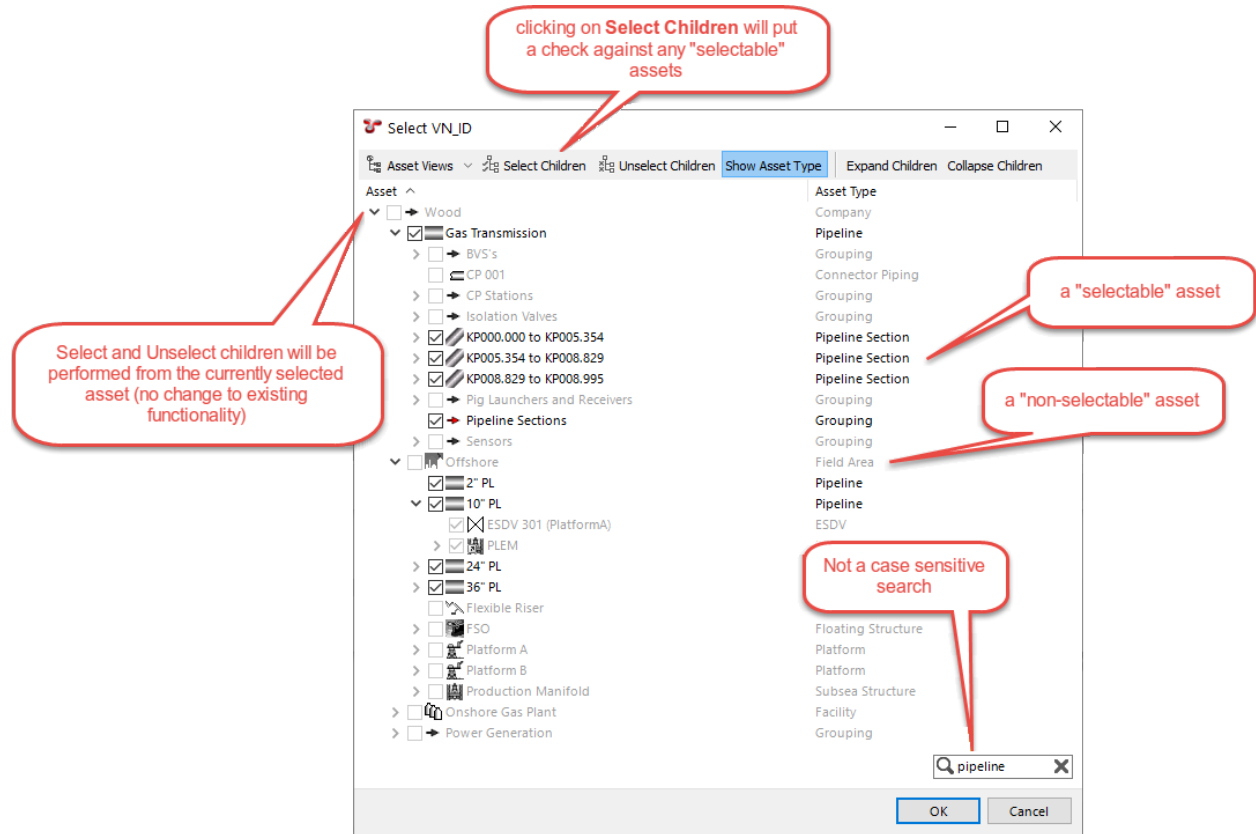 clicking on Select Children will put
a check against any "selectable"
assets
Select VN_ID
Asset Views Select Children Unselect Children Show Asset Type Expand Children Collapse Children
Asset Asset Type
Wood Company
Gas Transmission Pipeline
BVS's Grouping
CP 001 Connector Piping
CP Stations Grouping
Isolation Valves Grouping
KP000.000 to KP005.354 Pipeline Section
KP005.354 to KP008.829 Pipeline Section
KP008.829 to KP008.995 Pipeline Section
Pig Launchers and Receivers Grouping
Pipeline Sections Grouping
Sensors Grouping
Offshore Field Area
2" PL Pipeline
10" PL Pipeline
ESDV 301 (PlatformA) ESDV
PLEM
24" PL
36" PL
Flexible Riser
FSO Floating Structure
Platform A Platform
Platform B Platform
Production Manifold Subsea Structure
Onshore Gas Plant Facility
Power Generation Grouping
pipeline
OK Cancel
Select and Unselect children will be
performed from the currently selected
asset (no change to existing
functionality)
a "selectable" asset
a "non-selectable" asset
Not a case sensitive
search